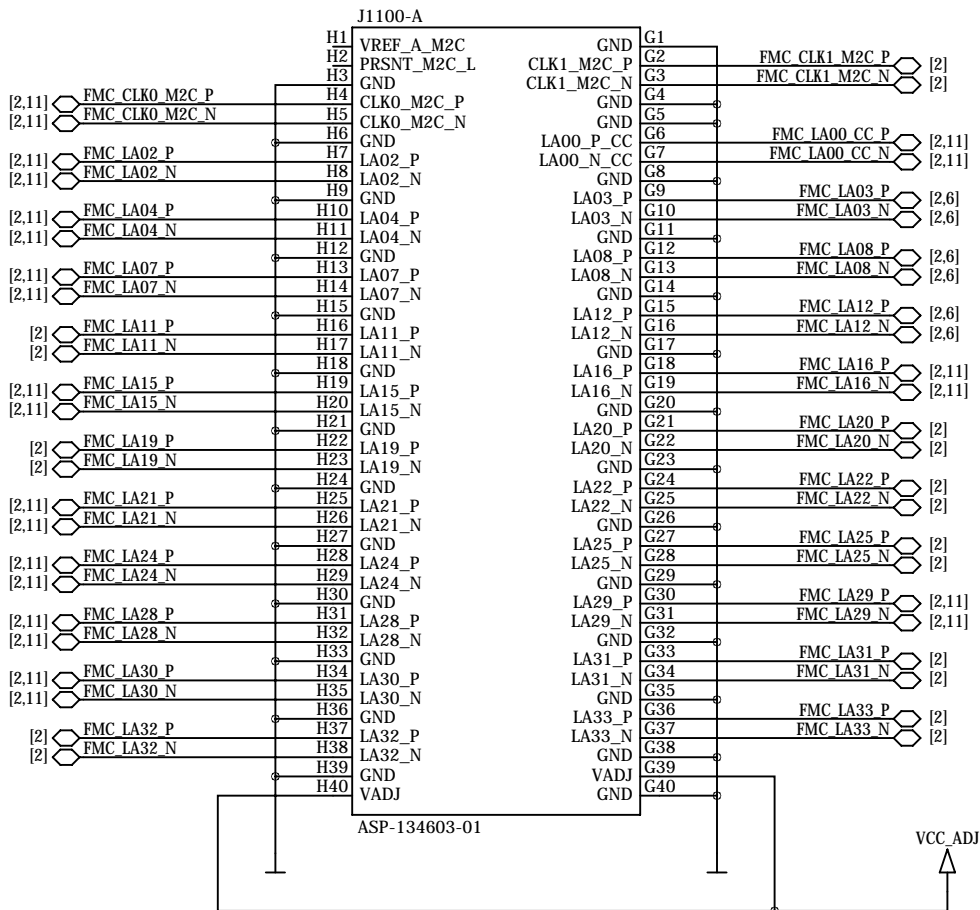 J1100-A
H1 VREF_A_M2C GND G1
H2 PRSNT_M2C_L CLK1_M2C_P G2 FMC_CLK1_M2C_P [2]
H3 GND CLK1_M2C_N G3 FMC_CLK1_M2C_N [2]
[2,11] FMC_CLK0_M2C_P H4 CLK0_M2C_P GND G4
[2,11] FMC_CLK0_M2C_N H5 CLK0_M2C_N GND G5
H6 GND LA00_P_CC G6 FMC_LA00_CC_P [2,11]
[2,11] FMC_LA02_P H7 LA02_P LA00_N_CC G7 FMC_LA00_CC_N [2,11]
[2,11] FMC_LA02_N H8 LA02_N GND G8
H9 GND LA03_P G9 FMC_LA03_P [2,6]
[2,11] FMC_LA04_P H10 LA04_P LA03_N G10 FMC_LA03_N [2,6]
[2,11] FMC_LA04_N H11 LA04_N GND G11
H12 GND LA08_P G12 FMC_LA08_P [2,6]
[2,11] FMC_LA07_P H13 LA07_P LA08_N G13 FMC_LA08_N [2,6]
[2,11] FMC_LA07_N H14 LA07_N GND G14
H15 GND LA12_P G15 FMC_LA12_P [2,6]
[2] FMC_LA11_P H16 LA11_P LA12_N G16 FMC_LA12_N [2,6]
[2] FMC_LA11_N H17 LA11_N GND G17
H18 GND LA16_P G18 FMC_LA16_P [2,11]
[2,11] FMC_LA15_P H19 LA15_P LA16_N G19 FMC_LA16_N [2,11]
[2,11] FMC_LA15_N H20 LA15_N GND G20
H21 GND LA20_P G21 FMC_LA20_P [2]
[2] FMC_LA19_P H22 LA19_P LA20_N G22 FMC_LA20_N [2]
[2] FMC_LA19_N H23 LA19_N GND G23
H24 GND LA22_P G24 FMC_LA22_P [2]
[2,11] FMC_LA21_P H25 LA21_P LA22_N G25 FMC_LA22_N [2]
[2,11] FMC_LA21_N H26 LA21_N GND G26
H27 GND LA25_P G27 FMC_LA25_P [2]
[2,11] FMC_LA24_P H28 LA24_P LA25_N G28 FMC_LA25_N [2]
[2,11] FMC_LA24_N H29 LA24_N GND G29
H30 GND LA29_P G30 FMC_LA29_P [2,11]
[2,11] FMC_LA28_P H31 LA28_P LA29_N G31 FMC_LA29_N [2,11]
[2,11] FMC_LA28_N H32 LA28_N GND G32
H33 GND LA31_P G33 FMC_LA31_P [2]
[2,11] FMC_LA30_P H34 LA30_P LA31_N G34 FMC_LA31_N [2]
[2,11] FMC_LA30_N H35 LA30_N GND G35
H36 GND LA33_P G36 FMC_LA33_P [2]
[2] FMC_LA32_P H37 LA32_P LA33_N G37 FMC_LA33_N [2]
[2] FMC_LA32_N H38 LA32_N GND G38
H39 GND VADJ G39
H40 VADJ GND G40
ASP-134603-01
VCC_ADJ